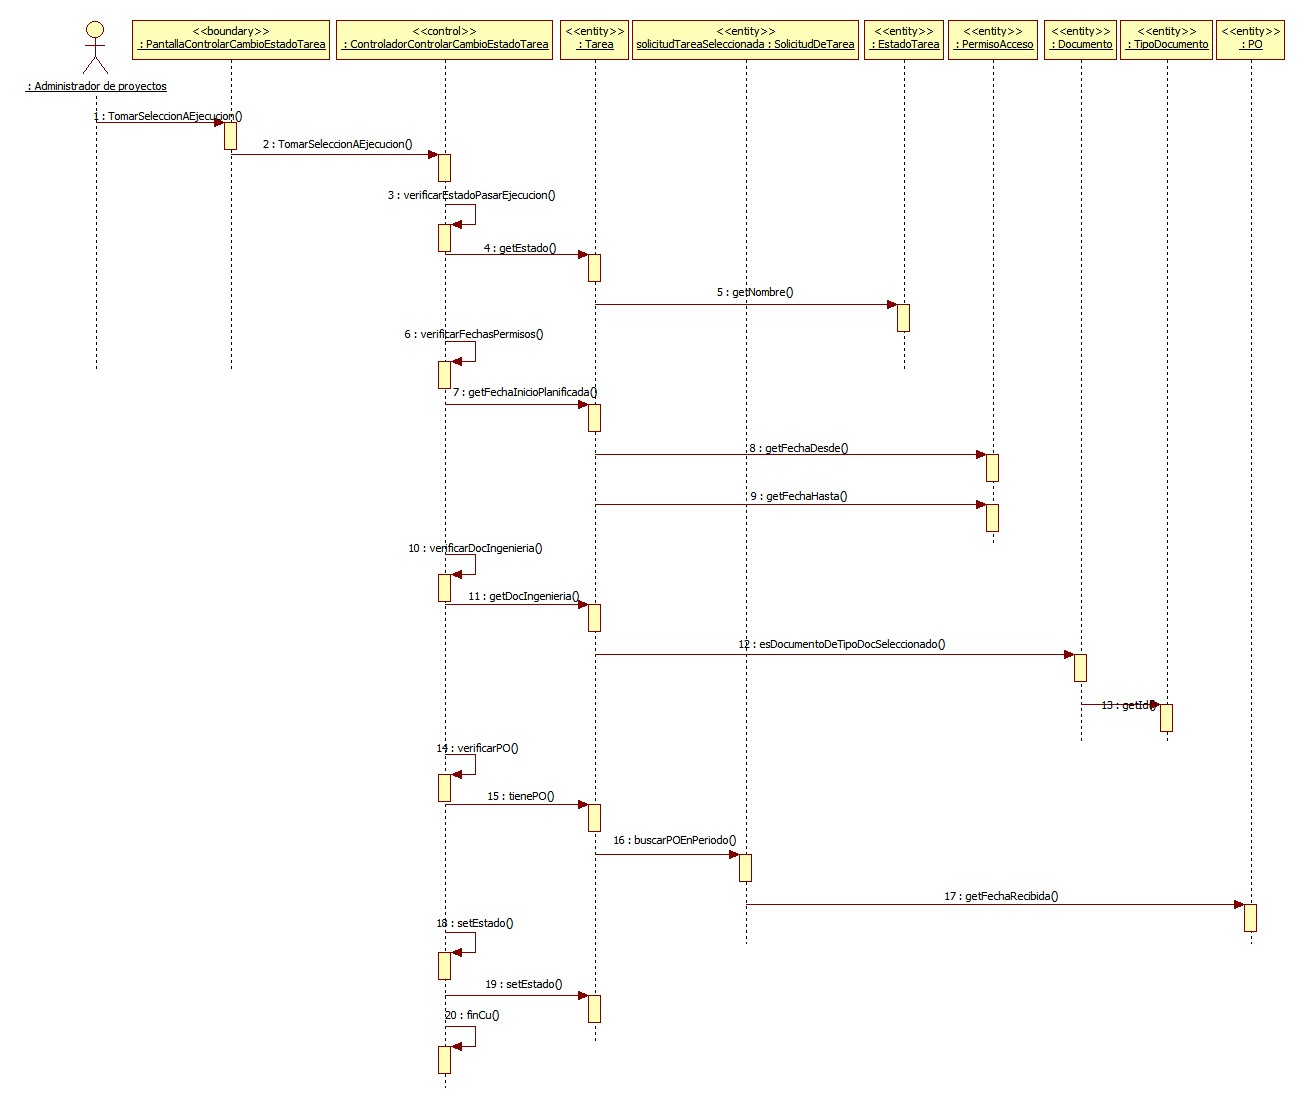 <<boundary>>
: PantallaControlarCambioEstadoTarea
<<control>>
: ControladorControlarCambioEstadoTarea
<<entity>>
: Tarea
<<entity>>
solicitudTareaSeleccionada : SolicitudDeTarea
<<entity>>
: EstadoTarea
<<entity>>
: PermisoAcceso
<<entity>>
: Documento
<<entity>>
: TipoDocumento
<<entity>>
: PO
: Administrador de proyectos
1 : TomarSeleccionAEjecucion()
2 : TomarSeleccionAEjecucion()
3 : verificarEstadoPasarEjecucion()
4 : getEstado()
5 : getNombre()
6 : verificarFechasPermisos()
7 : getFechaInicioPlanificada()
8 : getFechaDesde()
9 : getFechaHasta()
10 : verificarDocIngenieria()
11 : getDocIngenieria()
12 : esDocumentoDeTipoDocSeleccionado()
13 : getId()
14 : verificarPO()
15 : tienePO()
16 : buscarPOEnPeriodo()
17 : getFechaRecibida()
18 : setEstado()
19 : setEstado()
20 : finCu()